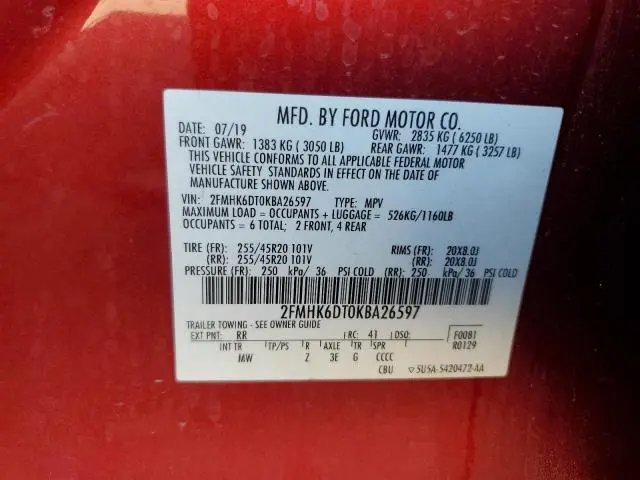 MFD. BY FORD MOTOR CO.
DATE: 07/19 GVWR: 2835 KG ( 6250 LB)
FRONT GAWR: 1383 KG ( 3050 LB) REAR GAWR: 1477 KG ( 3257 LB)
THIS VEHICLE CONFORMS TO ALL APPLICABLE FEDERAL MOTOR
VEHICLE SAFETY STANDARDS IN EFFECT ON THE DATE OF
MANUFACTURE SHOWN ABOVE.
VIN: 2FMHK6DT0KBA26597 TYPE: MPV
MAXIMUM LOAD = OCCUPANTS + LUGGAGE = 526KG/1160LB
OCCUPANTS = 6 TOTAL; 2 FRONT, 4 REAR
TIRE (FR): 255/45R20 101V RIMS (FR): 20X8.0J
(RR): 255/45R20 101V (RR): 20X8.0J
PRESSURE (FR): 250 kPa/ 36 PSI COLD (RR): 250 kPa/ 36 PSI COLD
2FMHK6DT0KBA26597
TRAILER TOWING - SEE OWNER GUIDE
EXT PNT: RR RC: 41 DSO: F0081
INT TR TP/PS R AXLE TR SPR R0129
MW Z 3E G CCCC
CBU 5U5A-5420472-AA